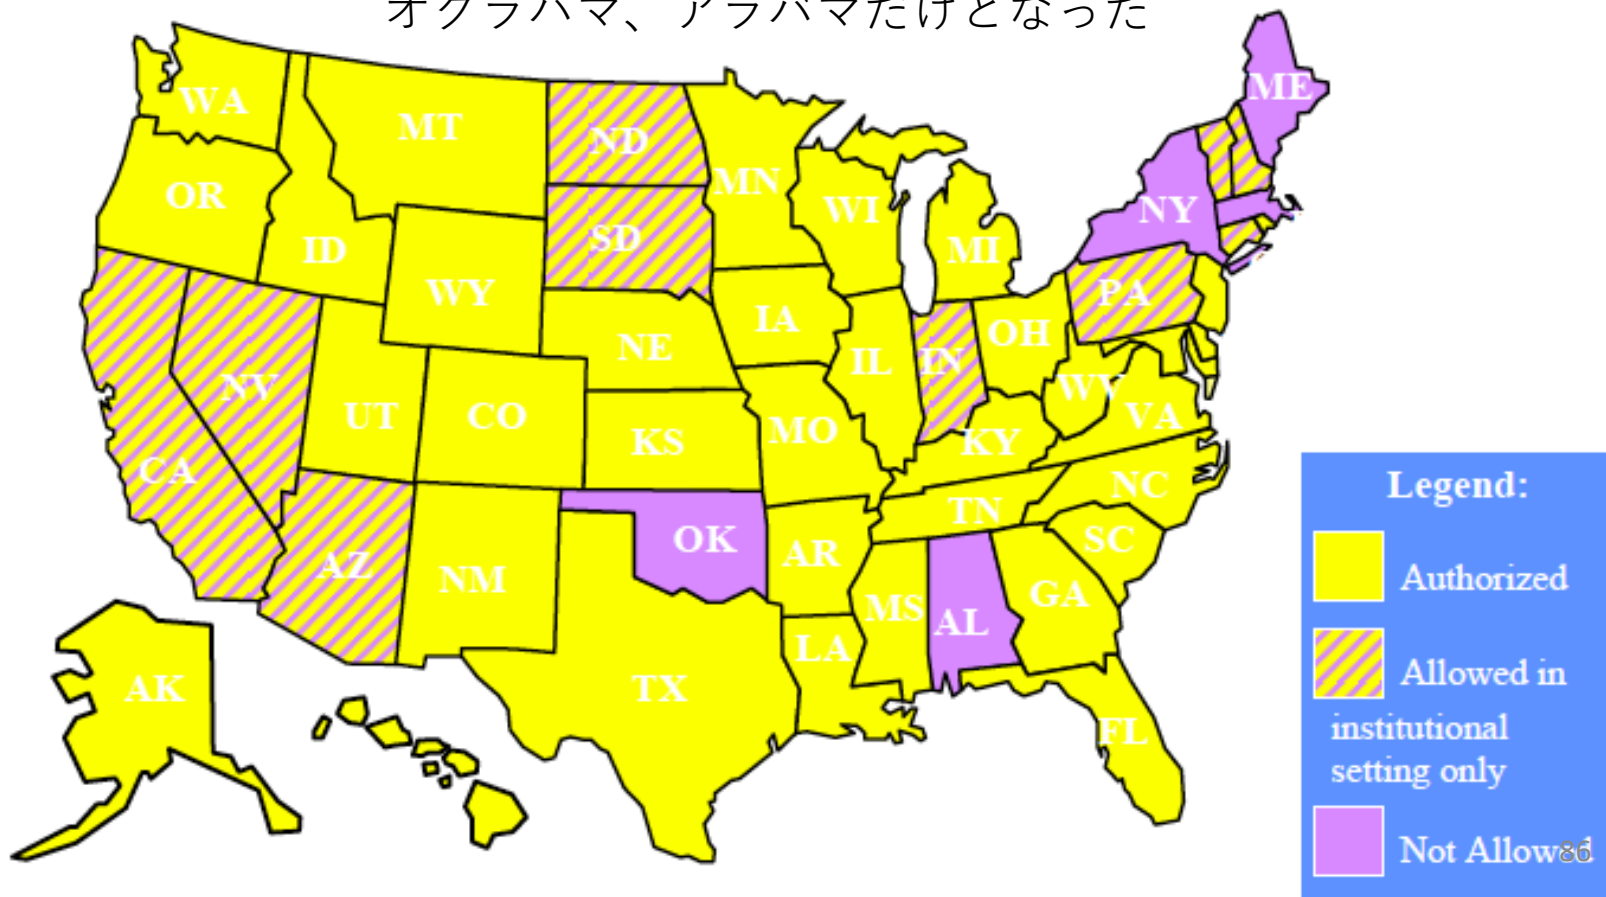 オクラハマ、アラバマだけとなった
ME
WA
MT
ND
MN
OR
WI
NY
SD
ID
MI
WY
PA
IA
OH
NE
IL
IN
NV
WV
UT
CO
VA
MO
KS
KY
CA
NC
Legend:
TN
OK
SC
AR
AZ
NM
Authorized
GA
MS
AL
LA
Allowed in
AK
TX
institutional
FL
setting only
Not Allowed
86